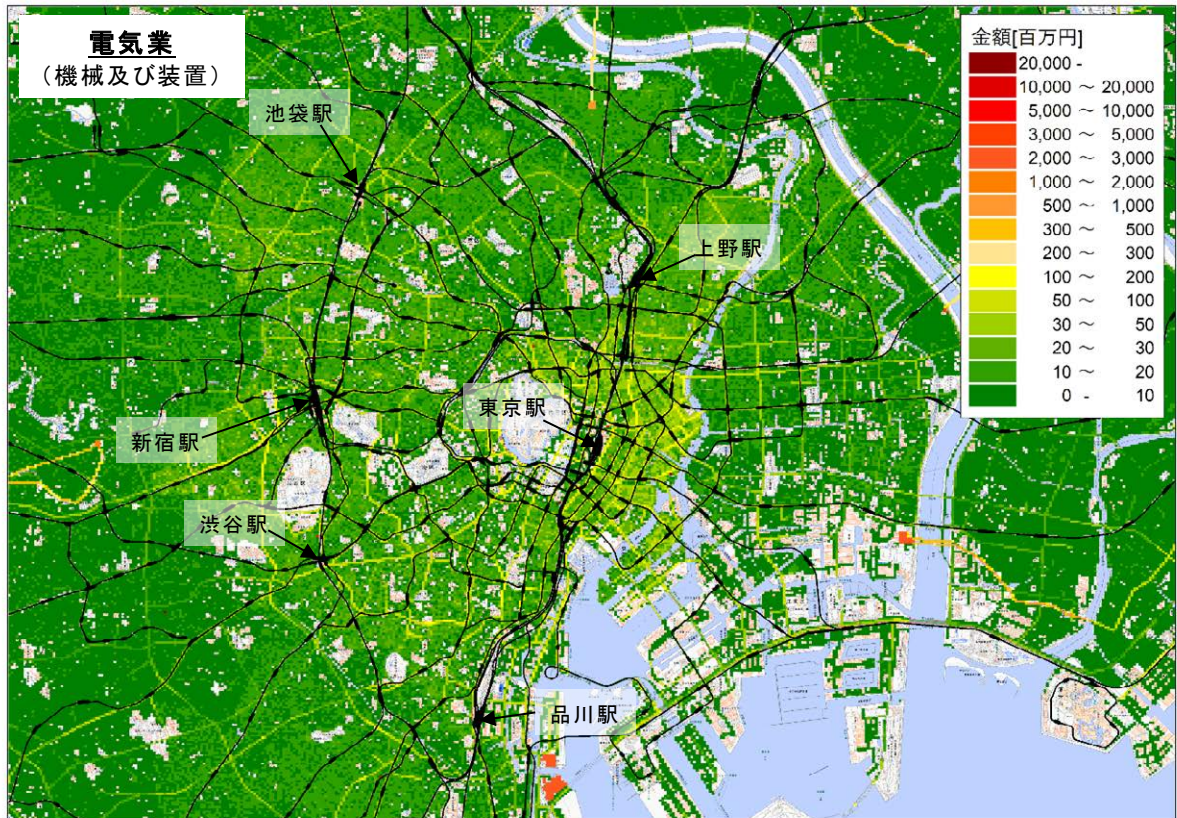 電気業
（機械及び装置）
金額[百万円]
20,000 -
10,000 ～ 20,000
5,000 ～ 10,000
3,000 ～ 5,000
2,000 ～ 3,000
1,000 ～ 2,000
500 ～ 1,000
300 ～ 500
200 ～ 300
100 ～ 200
50 ～ 100
30 ～ 50
20 ～ 30
10 ～ 20
0 - 10
池袋駅
上野駅
東京駅
新宿駅
渋谷駅
品川駅